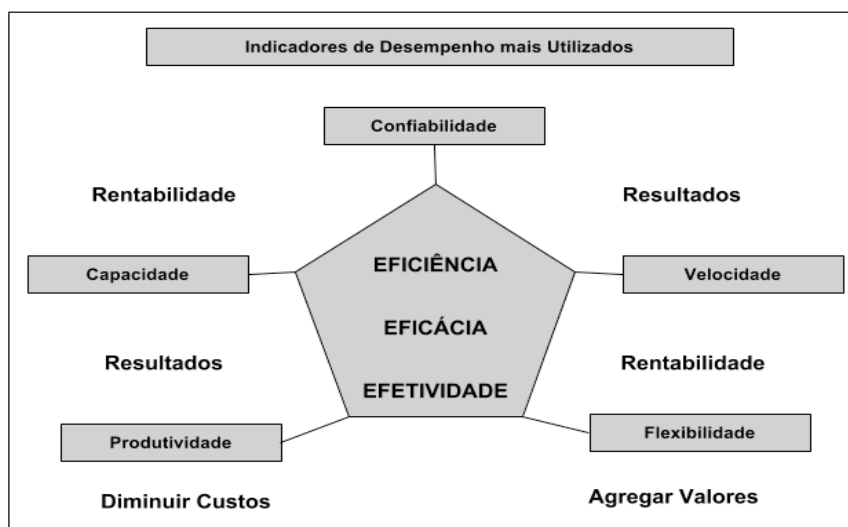 Indicadores de Desempenho mais Utilizados
Confiabilidade
Rentabilidade
Resultados
Capacidade
EFICIÊNCIA
Velocidade
EFICÁCIA
Resultados
Rentabilidade
EFETIVIDADE
Produtividade
Flexibilidade
Diminuir Custos
Agregar Valores